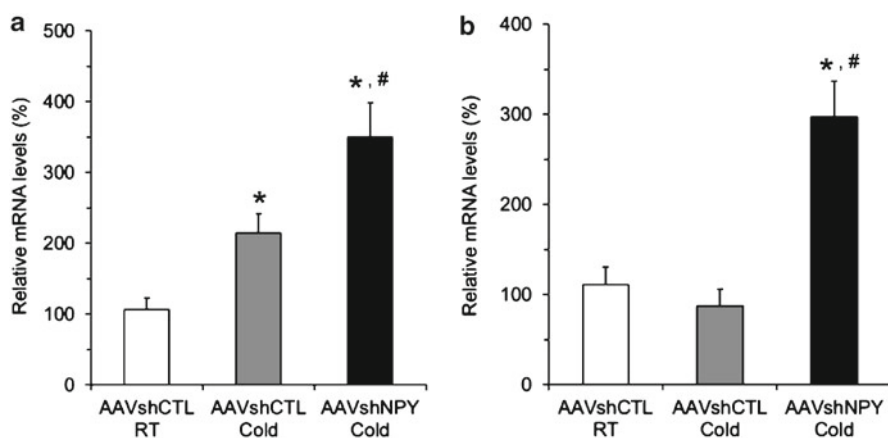 a
Relative mRNA levels (%)
500
400
300
200
100
0
*
* , #
AAVshCTL AAVshCTL AAVshNPY
RT Cold Cold
b
Relative mRNA levels (%)
400
300
200
100
0
* , #
AAVshCTL AAVshCTL AAVshNPY
RT Cold Cold